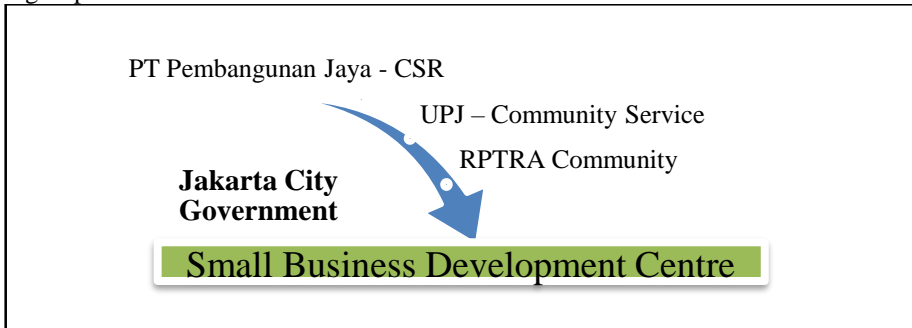 PT Pembangunan Jaya - CSR
UPJ – Community Service
RPTRA Community
Jakarta City
Government
Small Business Development Centre